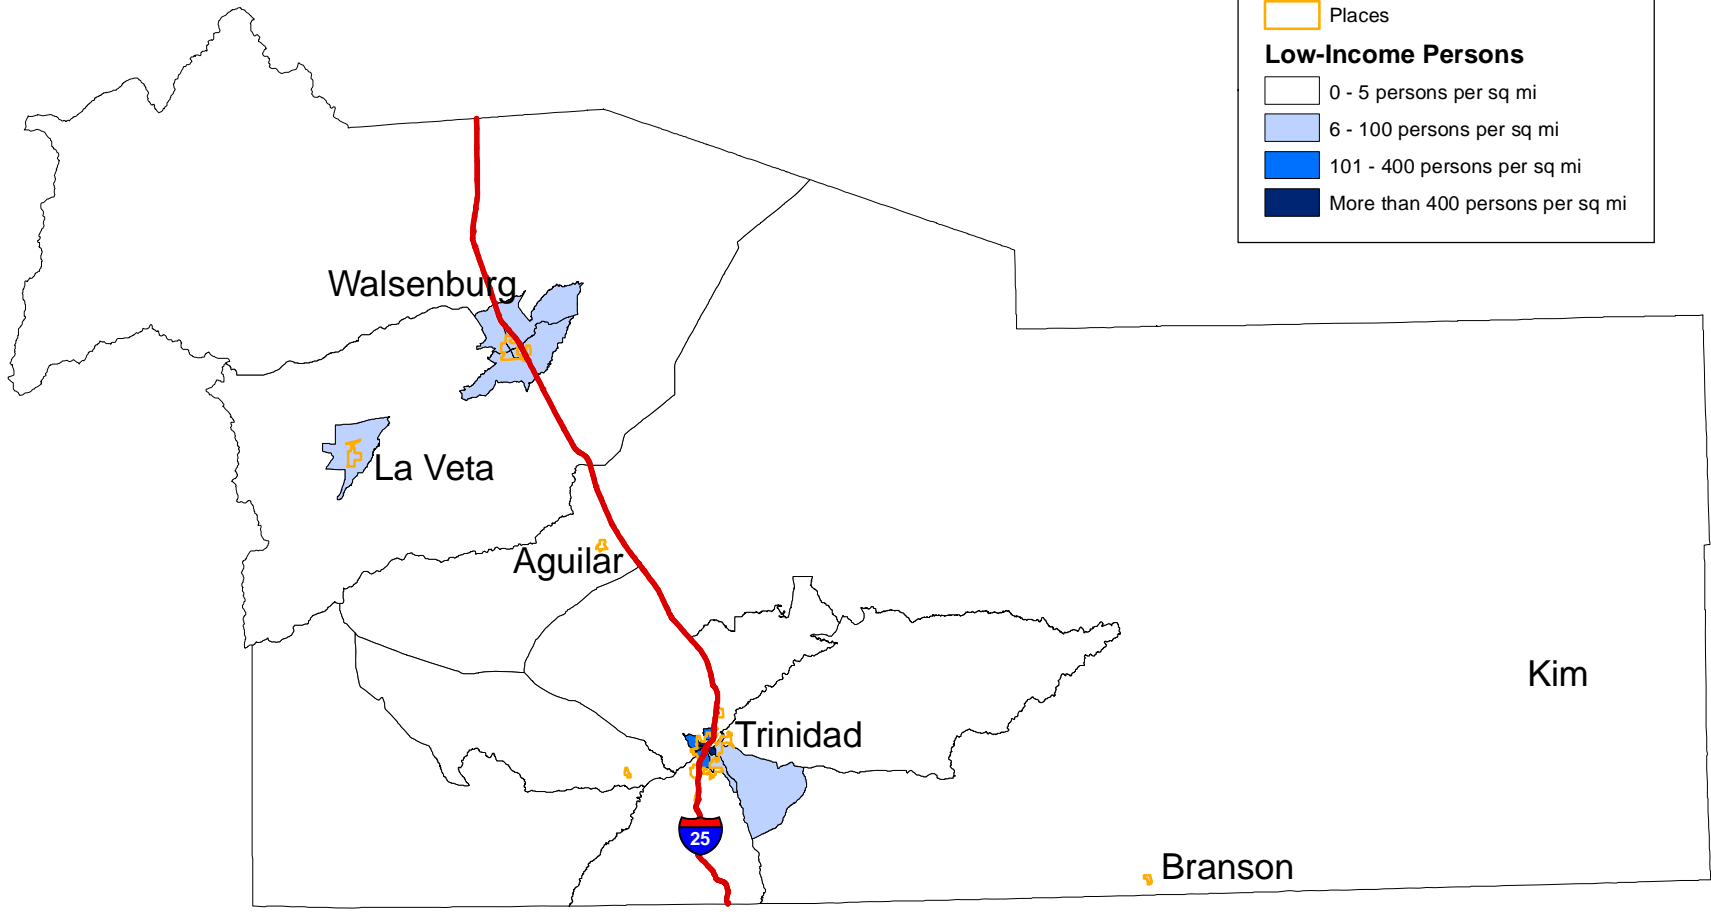 Places
Low-Income Persons
0 - 5 persons per sq mi
6 - 100 persons per sq mi
101 - 400 persons per sq mi
More than 400 persons per sq mi
Walsenburg
La Veta
Aguilar
Kim
Trinidad
25
Branson